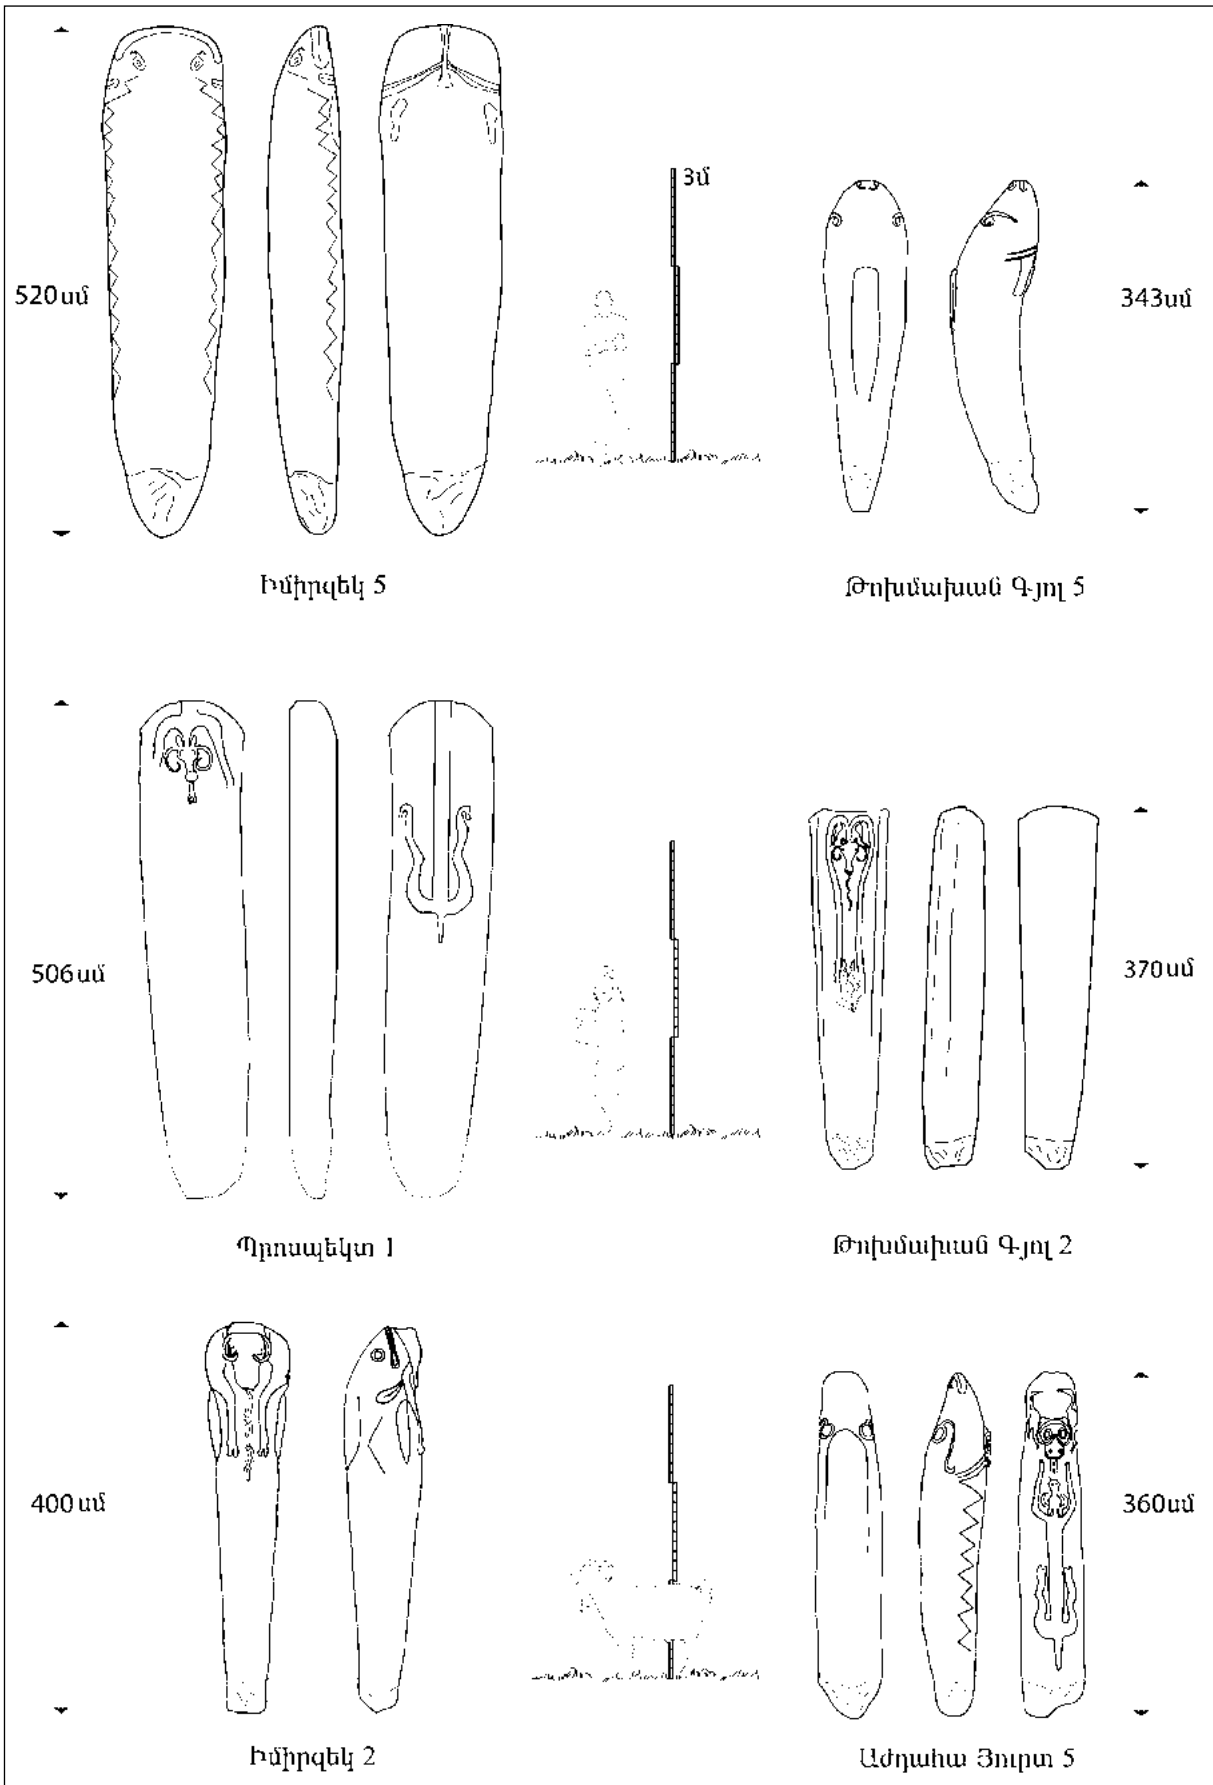 3մ
520սմ
343սմ
Իմիրզեկ 5
Թոխմախան Գյոլ 5
506սմ
370սմ
Պրոսպեկտ 1
Թոխմախան Գյոլ 2
400սմ
360սմ
Իմիրզեկ 2
Աժդահա Յուրտ 5